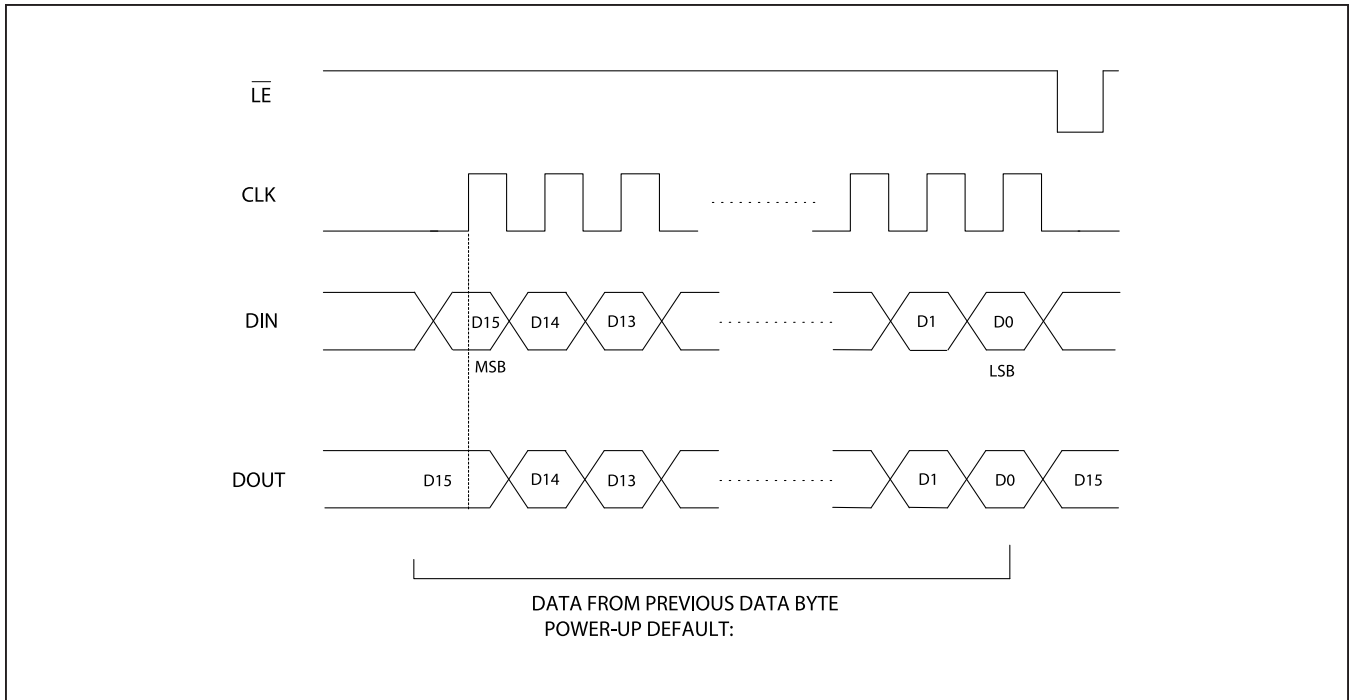 LE
CLK
DIN
D15 D14 D13 D1 D0
MSB LSB
DOUT
D15 D14 D13 D1 D0 D15
DATA FROM PREVIOUS DATA BYTE
POWER-UP DEFAULT: